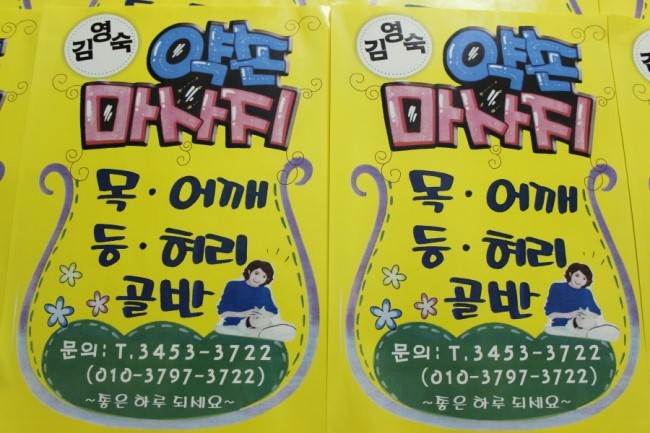 김영숙
약손
마사지
목·어깨
등·허리
골반
문의: T.3453-3722
(010-3797-3722)
~좋은 하루 되세요~
김영숙
약손
마사지
목·어깨
등·허리
골반
문의: T.3453-3722
(010-3797-3722)
~좋은 하루 되세요~